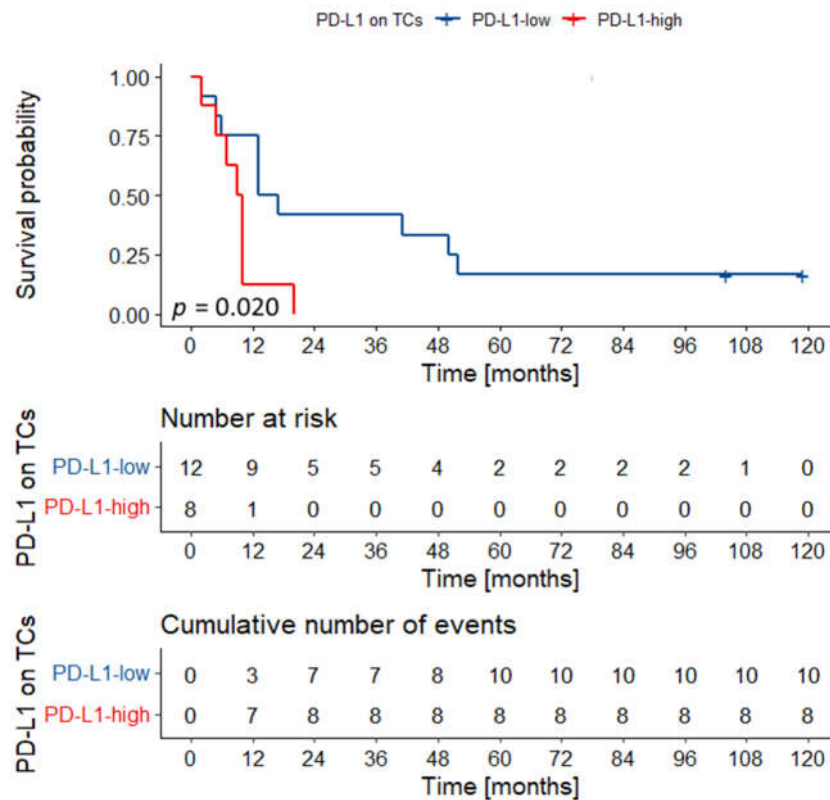 PD-L1 on TCs PD-L1-low PD-L1-high
Survival probability
1.00
0.75
0.50
0.25
0.00
p = 0.020
0 12 24 36 48 60 72 84 96 108 120
Time [months]
Number at risk
PD-L1 on TCs
PD-L1-low 12 9 5 5 4 2 2 2 2 1 0
PD-L1-high 8 1 0 0 0 0 0 0 0 0 0
0 12 24 36 48 60 72 84 96 108 120
Time [months]
Cumulative number of events
PD-L1 on TCs
PD-L1-low 0 3 7 7 8 10 10 10 10 10 10
PD-L1-high 0 7 8 8 8 8 8 8 8 8 8
0 12 24 36 48 60 72 84 96 108 120
Time [months]